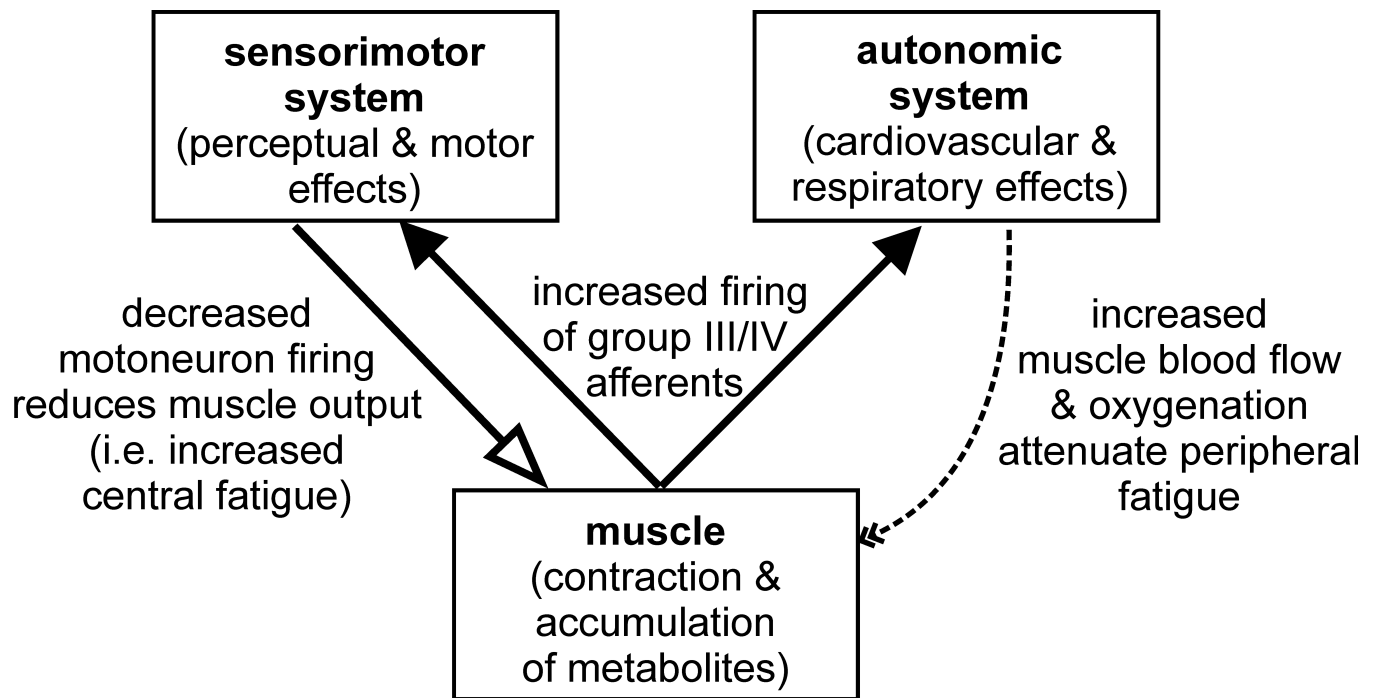 sensorimotor
system
(perceptual & motor
effects)
autonomic
system
(cardiovascular &
respiratory effects)
decreased
motoneuron firing
reduces muscle output
(i.e. increased
central fatigue)
increased firing
of group III/IV
afferents
increased
muscle blood flow
& oxygenation
attenuate peripheral
fatigue
muscle
(contraction &
accumulation
of metabolites)